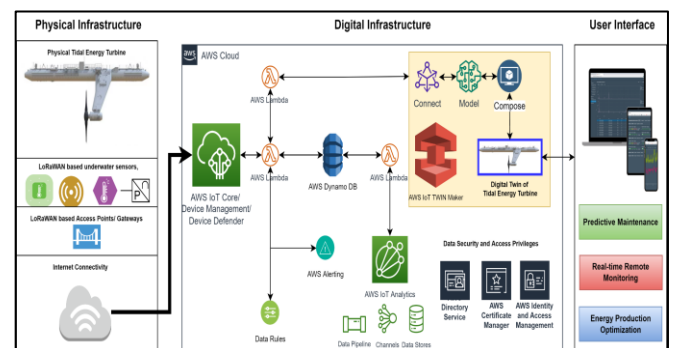 Physical Infrastructure
Digital Infrastructure
User Interface
Physical Tidal Energy Turbine
LoRaWAN based underwater sensors,
LoRaWAN based Access Points/ Gateways
Internet Connectivity
aws
AWS Cloud
AWS Lambda
Connect
Model
Compose
AWS IoT Core/
Device Management/
Device Defender
AWS Lambda
AWS Dynamo DB
AWS Lambda
AWS IoT TWIN Maker
Digital Twin of
Tidal Energy Turbine
AWS Alerting
Data Rules
AWS IoT Analytics
Data Pipeline
Channels
Data Stores
Data Security and Access Privileges
Directory
Service
AWS
Certificate
Manager
AWS Identity
and Access
Management
Predictive Maintenance
Real-time Remote
Monitoring
Energy Production
Optimization